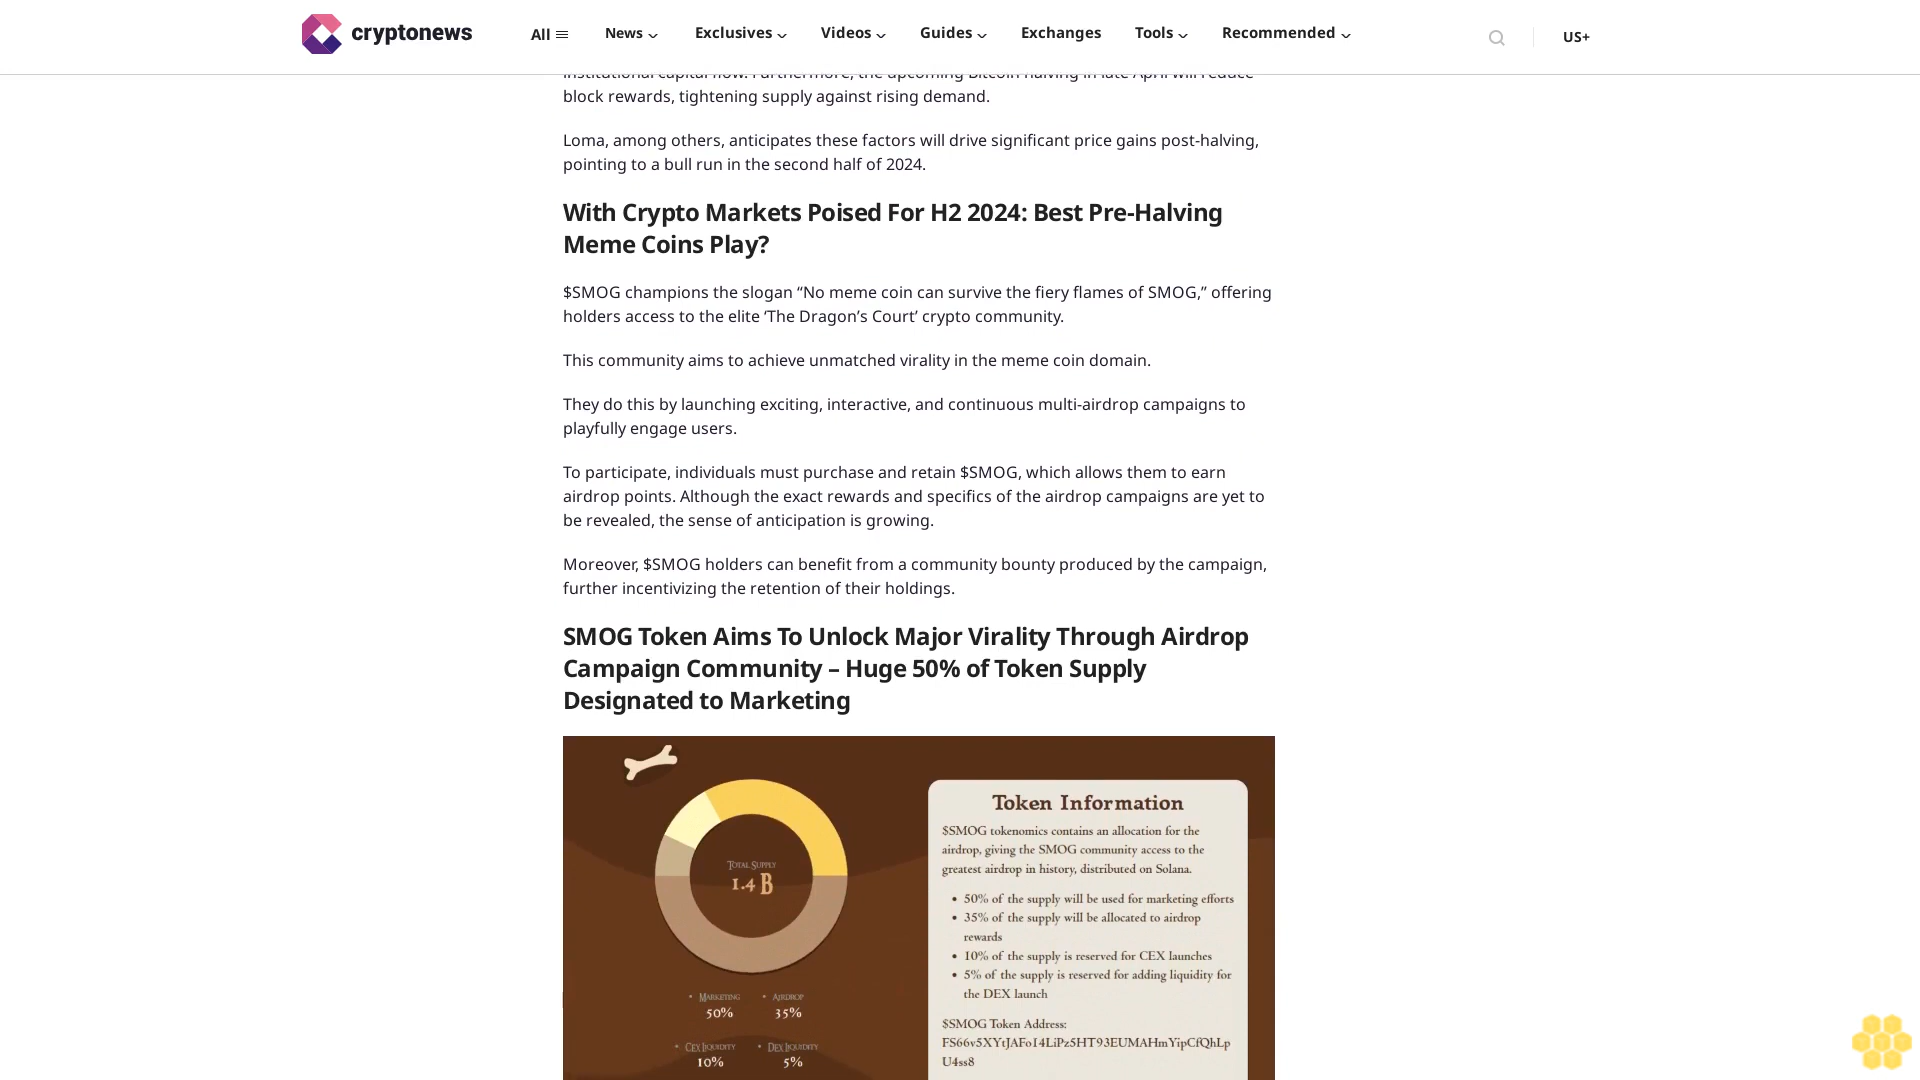 cryptonews
All
News
Exclusives
Videos
Guides
Exchanges
Tools
Recommended
US+
institutional capital flow. Furthermore, the upcoming Bitcoin halving in late April will reduce
block rewards, tightening supply against rising demand.
Loma, among others, anticipates these factors will drive significant price gains post-halving,
pointing to a bull run in the second half of 2024.
With Crypto Markets Poised For H2 2024: Best Pre-Halving
Meme Coins Play?
$SMOG champions the slogan “No meme coin can survive the fiery flames of SMOG,” offering
holders access to the elite ‘The Dragon’s Court’ crypto community.
This community aims to achieve unmatched virality in the meme coin domain.
They do this by launching exciting, interactive, and continuous multi-airdrop campaigns to
playfully engage users.
To participate, individuals must purchase and retain $SMOG, which allows them to earn
airdrop points. Although the exact rewards and specifics of the airdrop campaigns are yet to
be revealed, the sense of anticipation is growing.
Moreover, $SMOG holders can benefit from a community bounty produced by the campaign,
further incentivizing the retention of their holdings.
SMOG Token Aims To Unlock Major Virality Through Airdrop
Campaign Community – Huge 50% of Token Supply
Designated to Marketing
Total Supply
1.4 B
• Marketing
50%
• Airdrop
35%
• Cex Liquidity
10%
• Dex Liquidity
5%
Token Information
$SMOG tokenomics contains an allocation for the
airdrop, giving the SMOG community access to the
greatest airdrop in history, distributed on Solana.
• 50% of the supply will be used for marketing efforts
• 35% of the supply will be allocated to airdrop
rewards
• 10% of the supply is reserved for CEX launches
• 5% of the supply is reserved for adding liquidity for
the DEX launch
$SMOG Token Address:
FS66v5XYtJAFo14LiPz5HT93EUMAHmYipCfQhLp
U4ss8